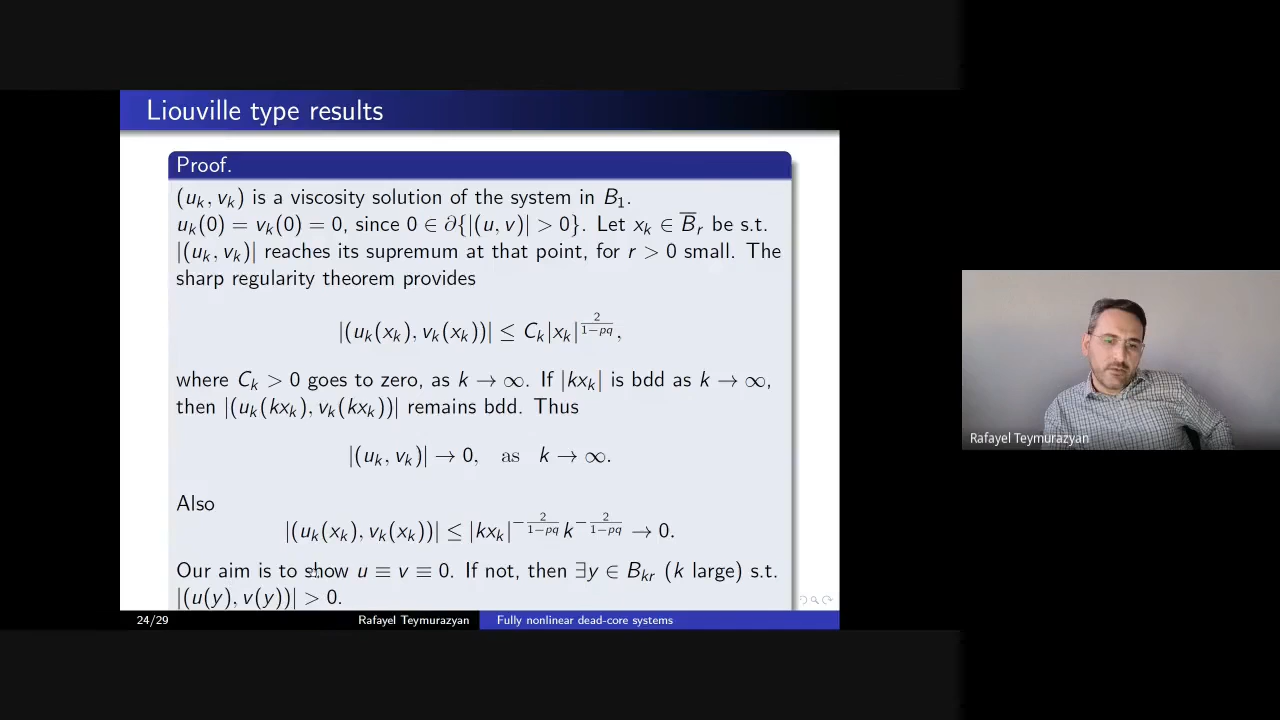 Liouville type results
Proof.
(u_k, v_k) is a viscosity solution of the system in B_1.
u_k(0) = v_k(0) = 0, since 0 ∈ ∂{|(u, v)| > 0}. Let x_k ∈ \overline{B}_r be s.t.
|(u_k, v_k)| reaches its supremum at that point, for r > 0 small. The
sharp regularity theorem provides
|(u_k(x_k), v_k(x_k))| ≤ C_k|x_k|^{\frac{2}{1−pq}},
where C_k > 0 goes to zero, as k → ∞. If |kx_k| is bdd as k → ∞,
then |(u_k(kx_k), v_k(kx_k))| remains bdd. Thus
|(u_k, v_k)| → 0, as k → ∞.
Also
|(u_k(x_k), v_k(x_k))| ≤ |kx_k|^{−\frac{2}{1−pq}} k^{−\frac{2}{1−pq}} → 0.
Our aim is to show u ≡ v ≡ 0. If not, then ∃y ∈ B_{kr} (k large) s.t.
|(u(y), v(y))| > 0.
24/29 Rafayel Teymurazyan Fully nonlinear dead-core systems
Rafayel Teymurazyan